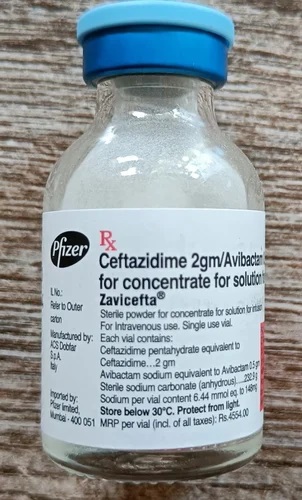 Pfizer
Rx
Ceftazidime 2gm/Avibactam
for concentrate for solution
Zavicefta®
Sterile powder for concentrate for solution for infusion
For Intravenous use. Single use vial.
Each vial contains:
Ceftazidime pentahydrate equivalent to
Ceftazidime...2 gm
Avibactam sodium equivalent to Avibactam 0.5 gm
Sterile sodium carbonate (anhydrous)....
Sodium per vial content 6.44 mmol eq. to 148mg
Store below 30°C. Protect from light.
MRP per vial (incl. of all taxes): Rs.4554.00
IL No.:
Refer to Outer
carton
Manufactured by:
ACS Dobfar
S.p.A.
Italy
Imported by:
Pfizer limited,
Mumbai - 400 051